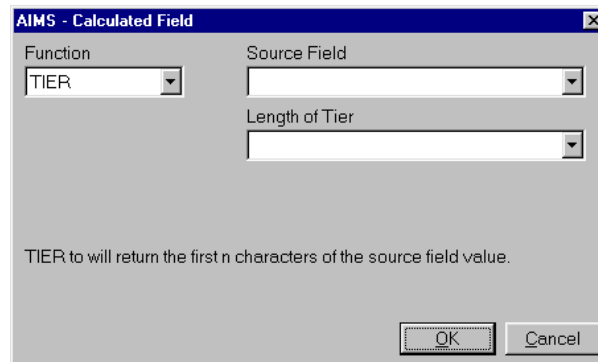 AIMS - Calculated Field
Function
Source Field
TIER
Length of Tier
TIER to will return the first n characters of the source field value.
OK
Cancel